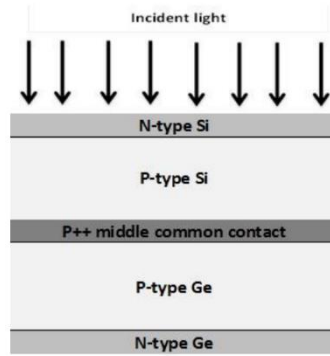 Incident light
N-type Si
P-type Si
P++ middle common contact
P-type Ge
N-type Ge